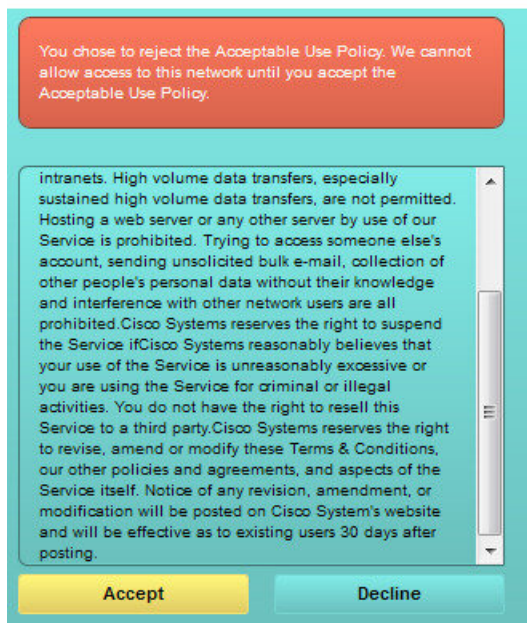 You chose to reject the Acceptable Use Policy. We cannot
allow access to this network until you accept the
Acceptable Use Policy.
intranets. High volume data transfers, especially
sustained high volume data transfers, are not permitted.
Hosting a web server or any other server by use of our
Service is prohibited. Trying to access someone else's
account, sending unsolicited bulk e-mail, collection of
other people's personal data without their knowledge
and interference with other network users are all
prohibited.Cisco Systems reserves the right to suspend
the Service ifCisco Systems reasonably believes that
your use of the Service is unreasonably excessive or
you are using the Service for criminal or illegal
activities. You do not have the right to resell this
Service to a third party.Cisco Systems reserves the right
to revise, amend or modify these Terms & Conditions,
our other policies and agreements, and aspects of the
Service itself. Notice of any revision, amendment, or
modification will be posted on Cisco System's website
and will be effective as to existing users 30 days after
posting.
Accept
Decline